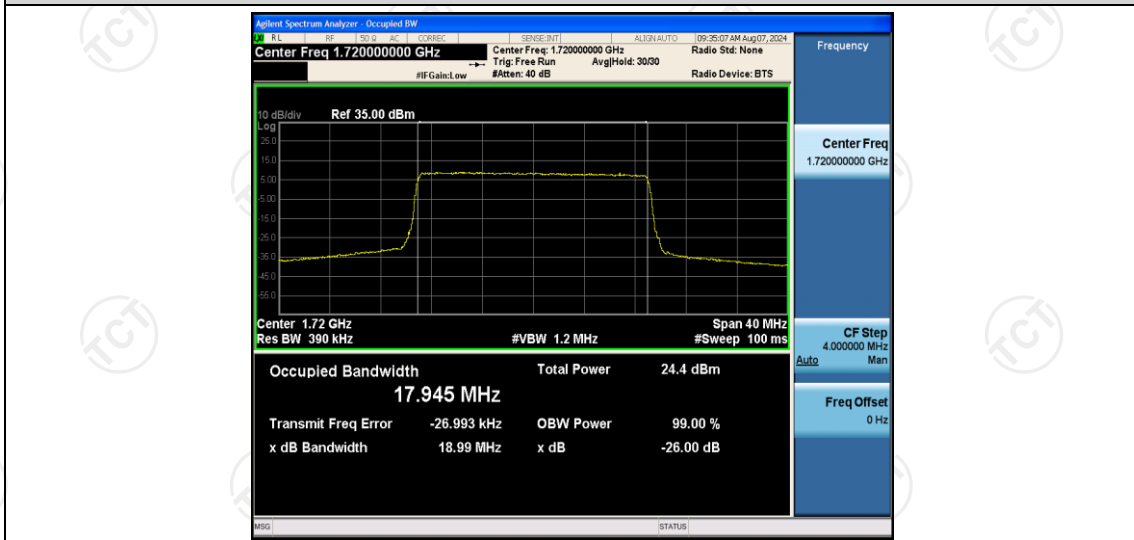 Agilent Spectrum Analyzer - Occupied BW
LXI RL RF 50 Ω AC CORREC SENSE:INT ALIGNAUTO 09:35:07 AM Aug 07, 2024
Center Freq 1.720000000 GHz
Center Freq: 1.720000000 GHz
Radio Std: None
Trig: Free Run Avg|Hold: 30/30
#IFGain:Low #Atten: 40 dB Radio Device: BTS
Frequency
10 dB/div Ref 35.00 dBm
Log
25.0
15.0
5.00
-5.00
-15.0
-25.0
-35.0
-45.0
-55.0
Center 1.72 GHz Span 40 MHz
Res BW 390 kHz #VBW 1.2 MHz #Sweep 100 ms
Center Freq
1.720000000 GHz
CF Step
4.000000 MHz
Auto Man
Freq Offset
0 Hz
Occupied Bandwidth Total Power 24.4 dBm
17.945 MHz
Transmit Freq Error -26.993 kHz OBW Power 99.00 %
x dB Bandwidth 18.99 MHz x dB -26.00 dB
MSG STATUS
TCT
TCT
TCT
TCT